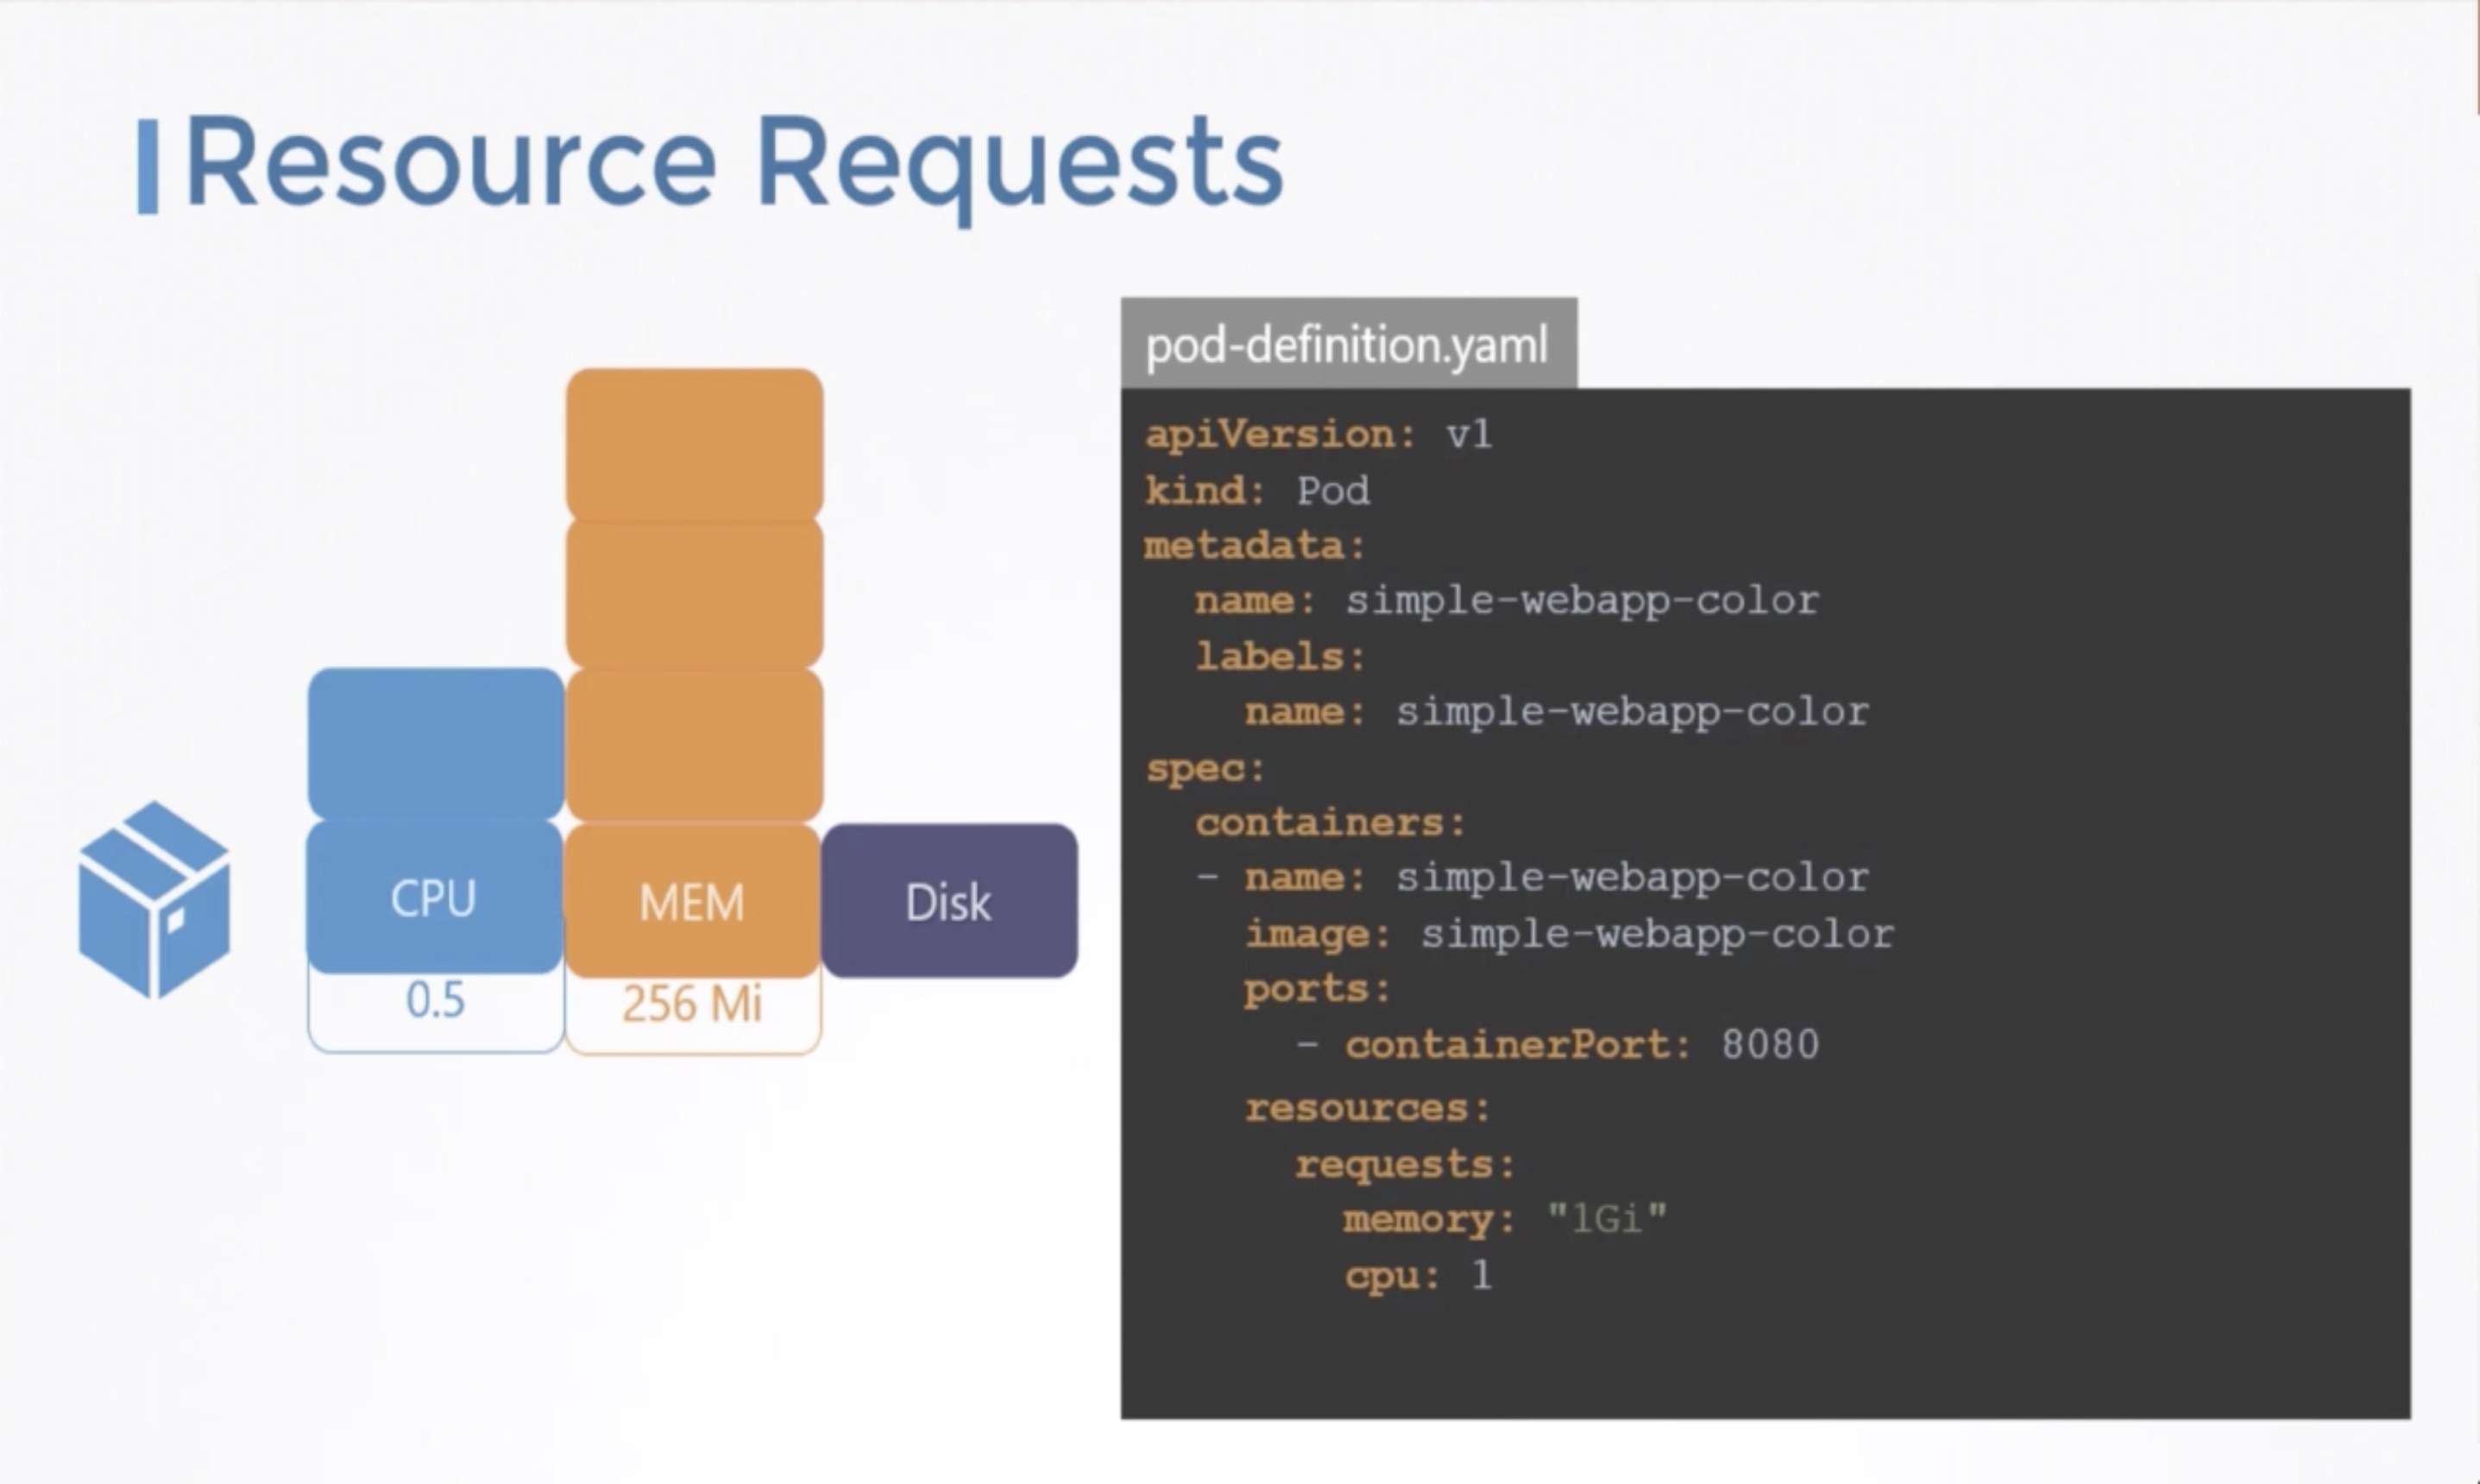 Resource Requests
CPU
MEM
Disk
0.5
256 Mi
pod-definition.yaml
apiVersion: v1
kind: Pod
metadata:
  name: simple-webapp-color
  labels:
    name: simple-webapp-color
spec:
  containers:
  - name: simple-webapp-color
    image: simple-webapp-color
    ports:
      - containerPort: 8080
    resources:
      requests:
        memory: "1Gi"
        cpu: 1